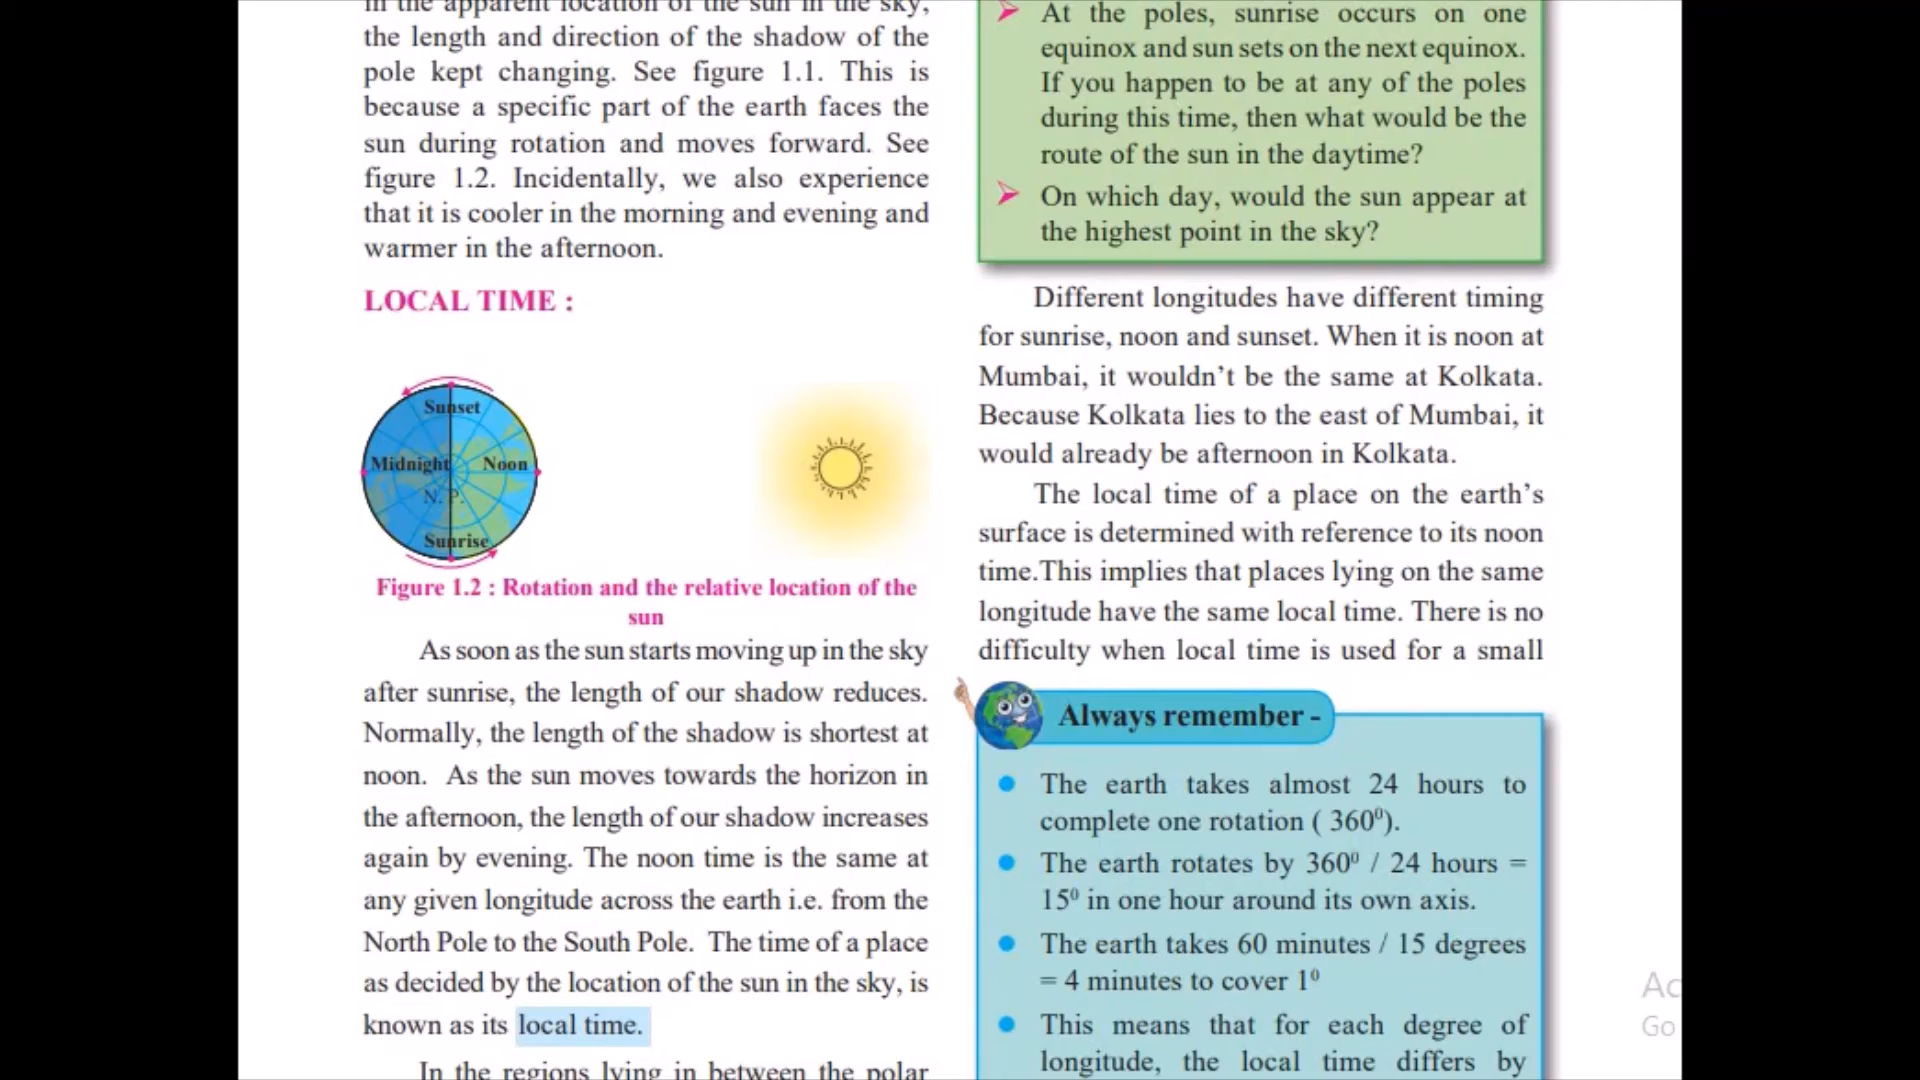 in the apparent location of the sun in the sky,
the length and direction of the shadow of the
pole kept changing. See figure 1.1. This is
because a specific part of the earth faces the
sun during rotation and moves forward. See
figure 1.2. Incidentally, we also experience
that it is cooler in the morning and evening and
warmer in the afternoon.
LOCAL TIME :
Sunset
Midnight
Noon
N. P.
Sunrise
Figure 1.2 : Rotation and the relative location of the
sun
As soon as the sun starts moving up in the sky
after sunrise, the length of our shadow reduces.
Normally, the length of the shadow is shortest at
noon. As the sun moves towards the horizon in
the afternoon, the length of our shadow increases
again by evening. The noon time is the same at
any given longitude across the earth i.e. from the
North Pole to the South Pole. The time of a place
as decided by the location of the sun in the sky, is
known as its local time.
In the regions lying in between the polar
At the poles, sunrise occurs on one
equinox and sun sets on the next equinox.
If you happen to be at any of the poles
during this time, then what would be the
route of the sun in the daytime?
On which day, would the sun appear at
the highest point in the sky?
Different longitudes have different timing
for sunrise, noon and sunset. When it is noon at
Mumbai, it wouldn't be the same at Kolkata.
Because Kolkata lies to the east of Mumbai, it
would already be afternoon in Kolkata.
The local time of a place on the earth's
surface is determined with reference to its noon
time.This implies that places lying on the same
longitude have the same local time. There is no
difficulty when local time is used for a small
Always remember -
The earth takes almost 24 hours to
complete one rotation ( 360⁰).
The earth rotates by 360⁰ / 24 hours =
15⁰ in one hour around its own axis.
The earth takes 60 minutes / 15 degrees
= 4 minutes to cover 1⁰
This means that for each degree of
longitude, the local time differs by
Go